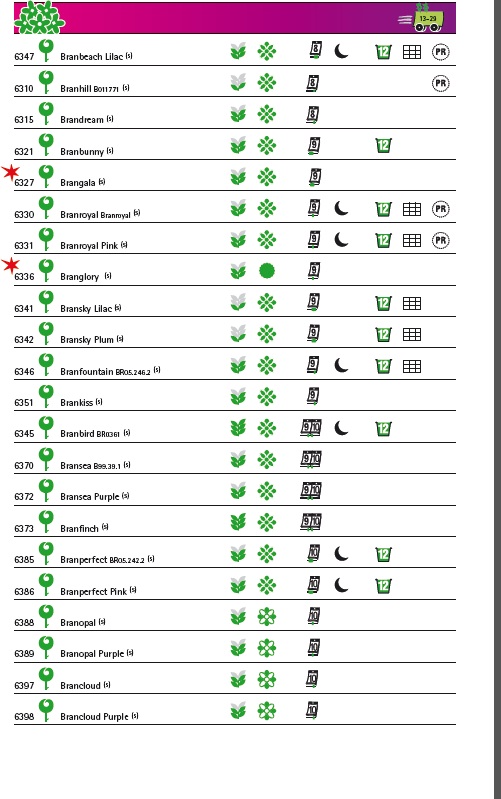 13–29
6347 Branbeach Lilac (s) 8 12 PR
6310 Branhill B011771 (s) 8 PR
6315 Brandream (s) 8
6321 Branbunny (s) 9 12
6327 Brangala (s) 9
6330 Branroyal Branroyal (s) 9 12 PR
6331 Branroyal Pink (s) 9 12 PR
6336 Branglory (s) 9
6341 Bransky Lilac (s) 9 12
6342 Bransky Plum (s) 9 12
6346 Branfountain BR05.246.2 (s) 9 12
6351 Brankiss (s) 9
6345 Branbird BR0361 (s) 9 10 12
6370 Bransea B99.39.1 (s) 9 10
6372 Bransea Purple (s) 9 10
6373 Branfinch (s) 9 10
6385 Branperfect BR05.242.2 (s) 10 12
6386 Branperfect Pink (s) 10 12
6388 Branopal (s) 10
6389 Branopal Purple (s) 10
6397 Brancloud (s) 10
6398 Brancloud Purple (s) 10